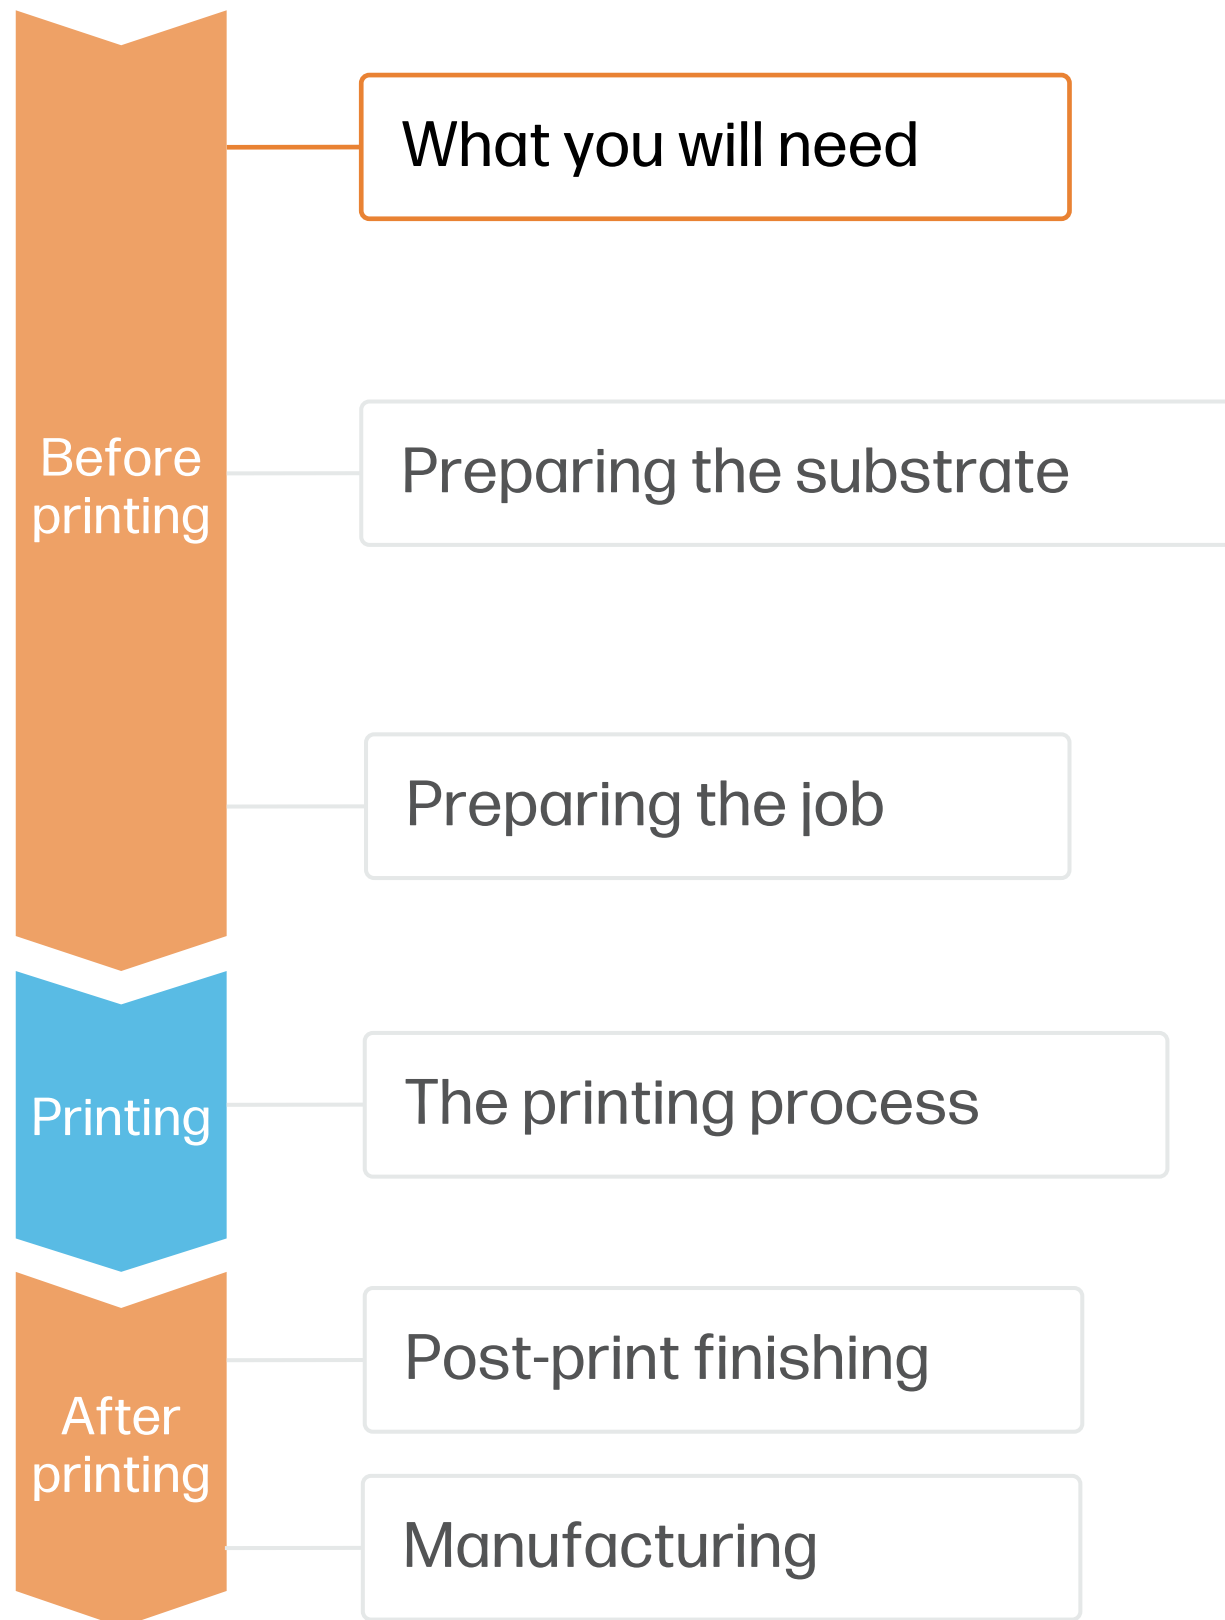 What you will need
Before
printing
Preparing the substrate
Preparing the job
Printing
The printing process
After
printing
Post-print finishing
Manufacturing